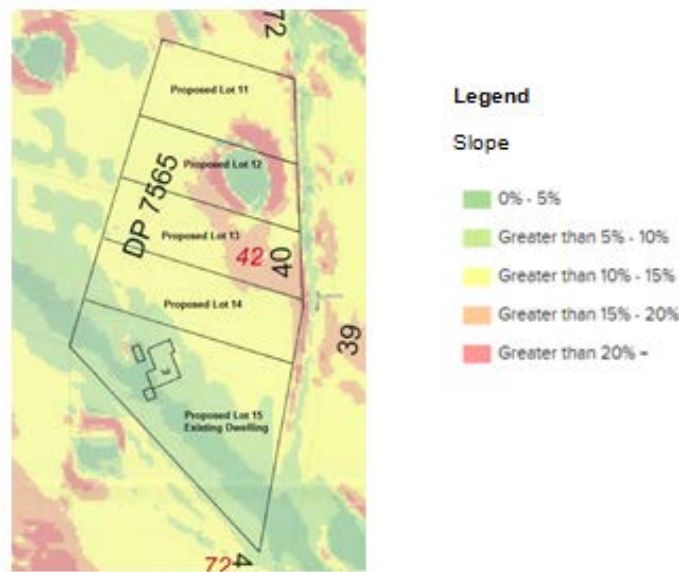 72
Proposed Lot 11
Proposed Lot 12
DP 7565
Proposed Lot 13
42
40
Proposed Lot 14
39
Proposed Lot 15
Existing Dwelling
72
4
Legend
Slope
0% - 5%
Greater than 5% - 10%
Greater than 10% - 15%
Greater than 15% - 20%
Greater than 20% -